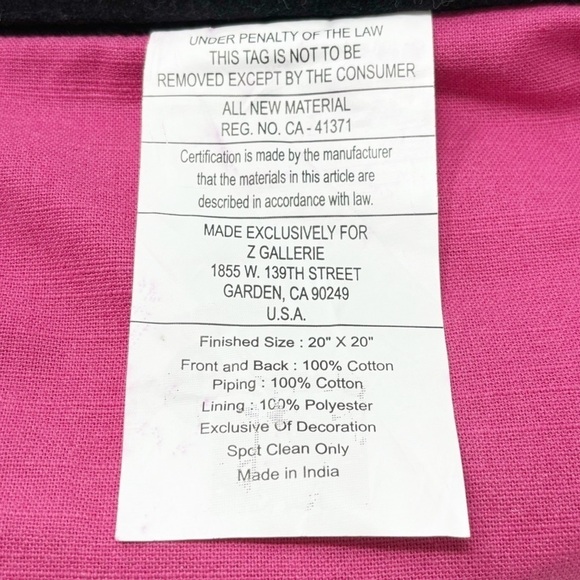 UNDER PENALTY OF THE LAW
THIS TAG IS NOT TO BE
REMOVED EXCEPT BY THE CONSUMER
ALL NEW MATERIAL
REG. NO. CA - 41371
Certification is made by the manufacturer
that the materials in this article are
described in accordance with law.
MADE EXCLUSIVELY FOR
Z GALLERIE
1855 W. 139TH STREET
GARDEN, CA 90249
U.S.A.
Finished Size : 20" X 20"
Front and Back : 100% Cotton
Piping : 100% Cotton
Lining : 100% Polyester
Exclusive Of Decoration
Spot Clean Only
Made in India